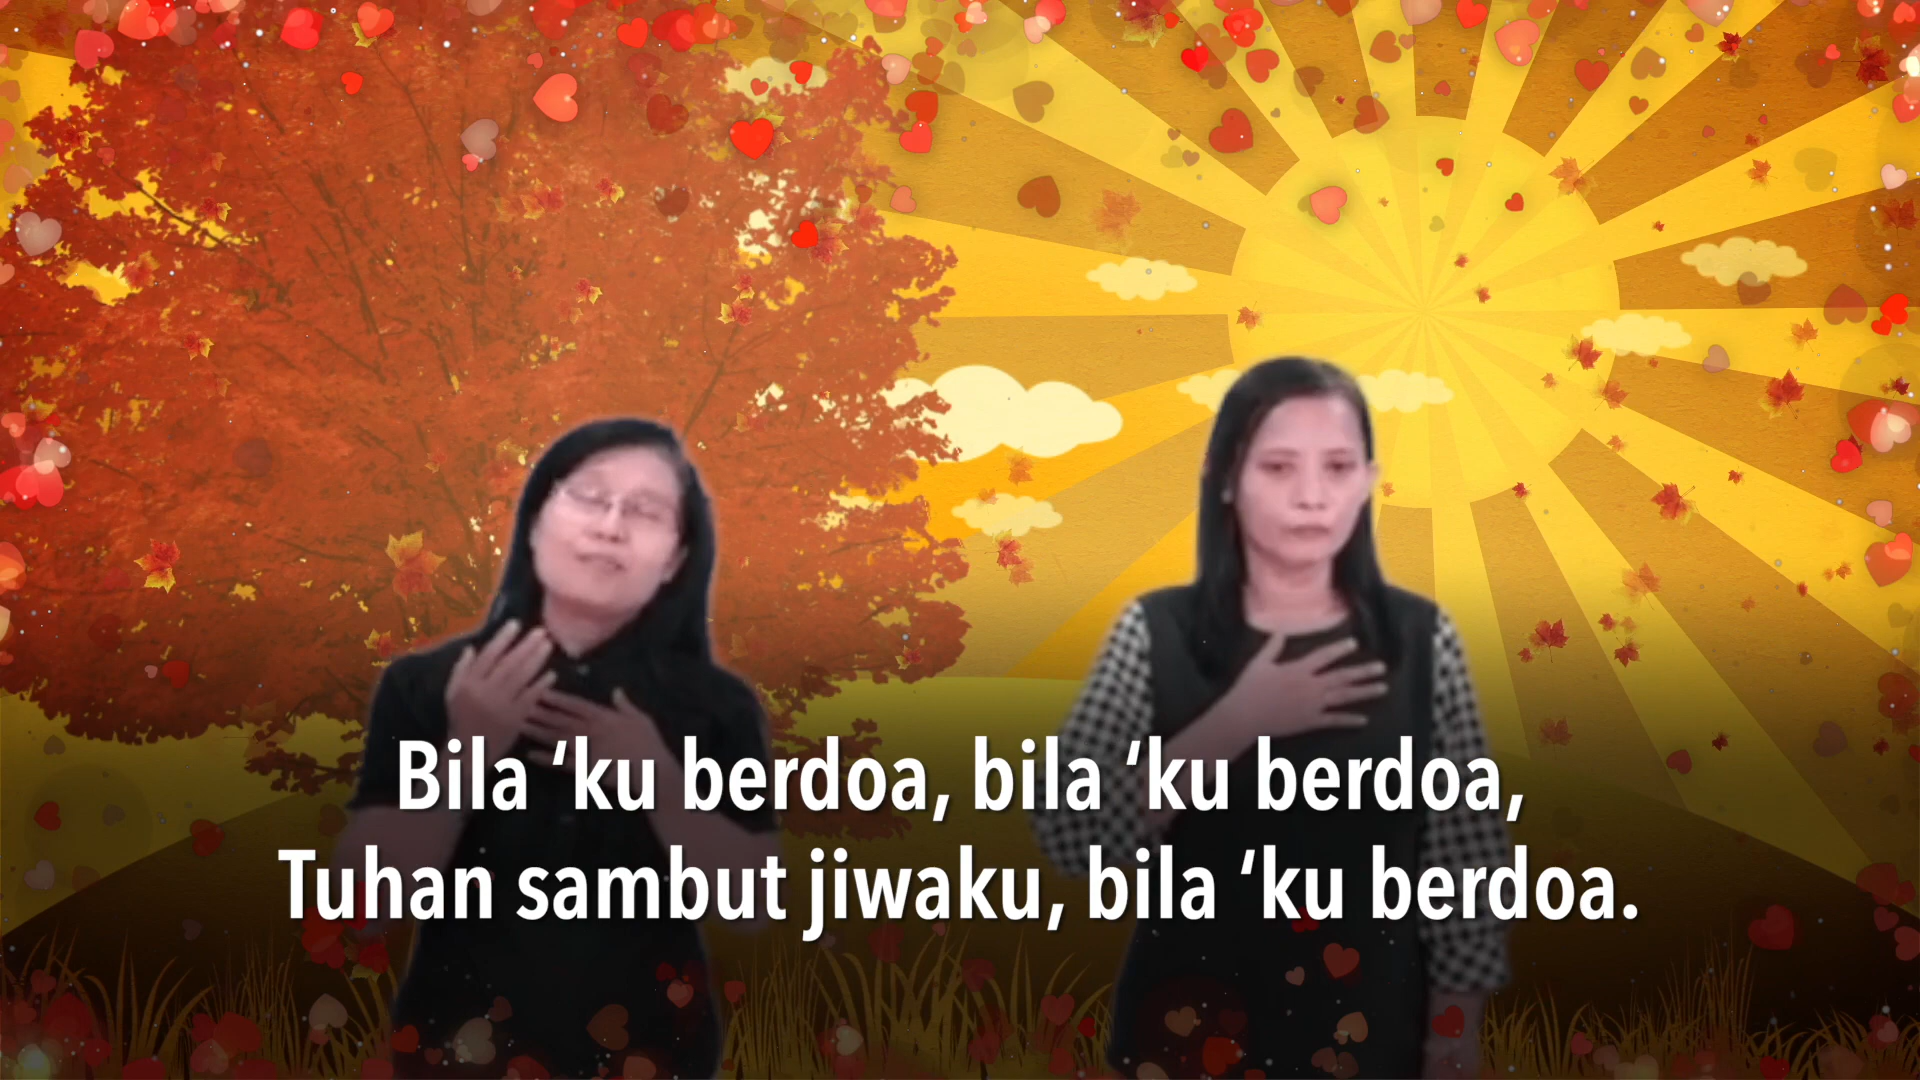 Bila ‘ku berdoa, bila ‘ku berdoa,
Tuhan sambut jiwaku, bila ‘ku berdoa.